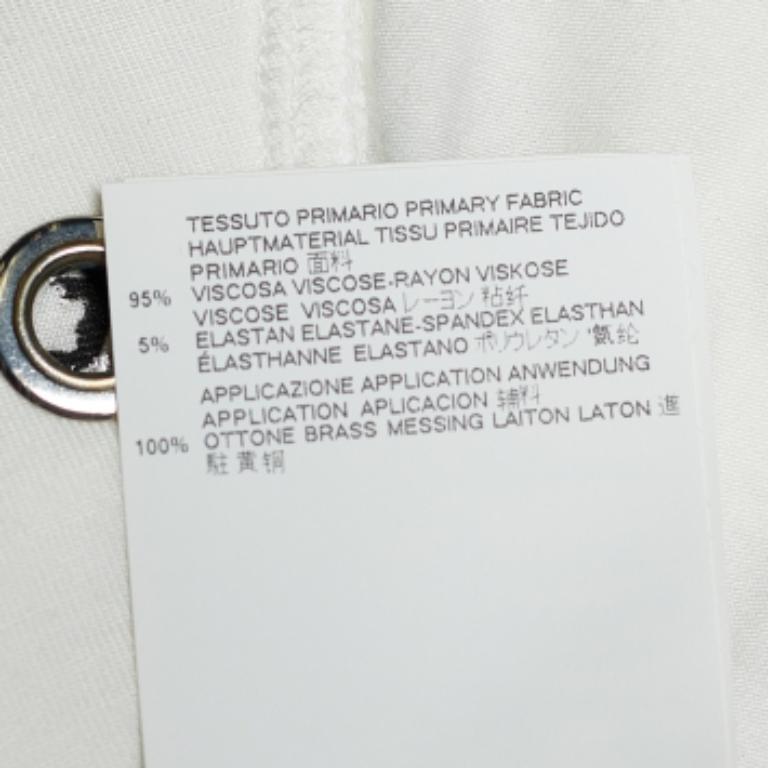 TESSUTO PRIMARIO PRIMARY FABRIC
HAUPTMATERIAL TISSU PRIMAIRE TEJIDO
PRIMARIO 面料
95% VISCOSA VISCOSE-RAYON VISKOSE
VISCOSE VISCOSA レーヨン 粘纤
5% ELASTAN ELASTANE-SPANDEX ELASTHAN
ÉLASTHANNE ELASTANO ポリウレタン 氨纶
APPLICAZIONE APPLICATION ANWENDUNG
APPLICATION APLICACION 辅料
100% OTTONE BRASS MESSING LAITON LATON 進
駐 黄铜